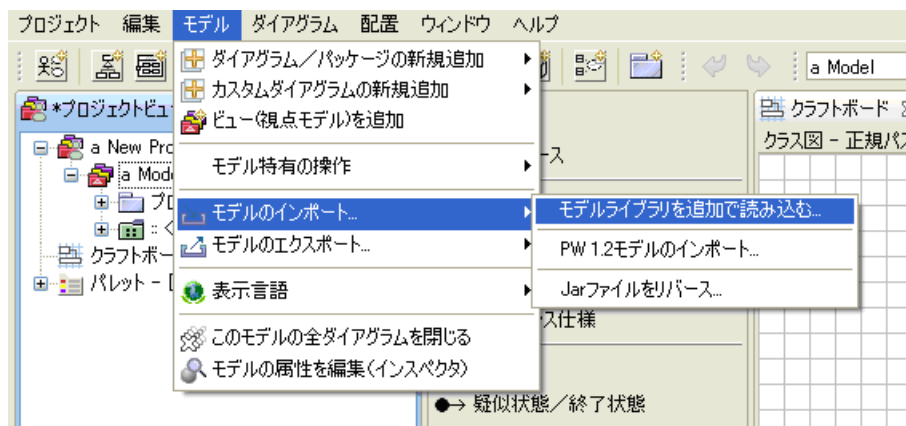 プロジェクト 編集 モデル ダイアグラム 配置 ウィンドウ ヘルプ
a Model
*プロジェクトビュ
クラフトボード
クラス図 - 正規パス
a New Pro
a Mode
プロ
:: <
クラフトボー
パレット - [
ダイアグラム／パッケージの新規追加
カスタムダイアグラムの新規追加
ビュー(視点モデル)を追加
モデル特有の操作
モデルのインポート...
モデルのエクスポート...
表示言語
このモデルの全ダイアグラムを閉じる
モデルの属性を編集(インスペクタ)
モデルライブラリを追加で読み込む...
PW 1.2モデルのインポート...
Jarファイルをリバース...
ース
ス仕様
疑似状態／終了状態